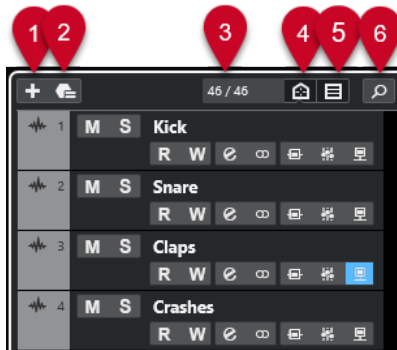 1 2 3 4 5 6
46 / 46
1 M S Kick
R W e
2 M S Snare
R W e
3 M S Claps
R W e
4 M S Crashes
R W e